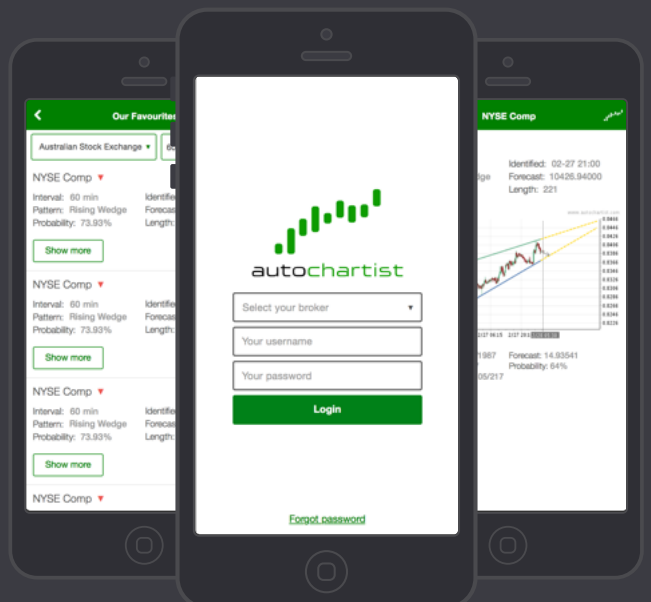 Our Favourites
Australian Stock Exchange
NYSE Comp
Interval: 60 min
Pattern: Rising Wedge
Probability: 73.93%
Show more
NYSE Comp
Interval: 60 min
Pattern: Rising Wedge
Probability: 73.93%
Show more
NYSE Comp
Interval: 60 min
Pattern: Rising Wedge
Probability: 73.93%
Show more
NYSE Comp
autochartist
Select your broker
Your username
Your password
Login
Forgot password
NYSE Comp
Identified: 02-27 21:00
Forecast: 10426.94000
Length: 221
www.autochartist.com
Forecast: 14.93541
Probability: 64%